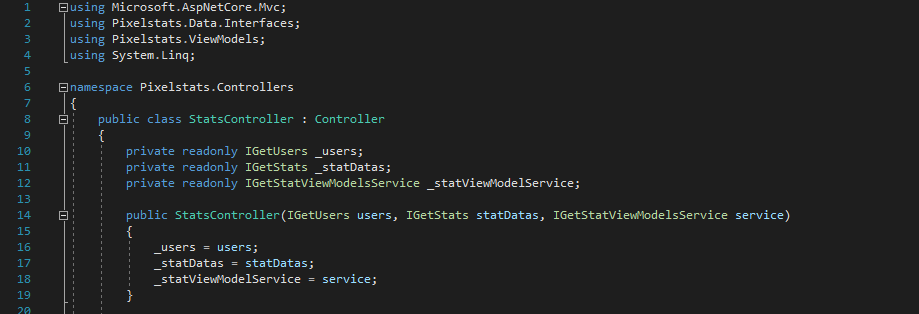 1 using Microsoft.AspNetCore.Mvc;
2 using Pixelstats.Data.Interfaces;
3 using Pixelstats.ViewModels;
4 using System.Linq;
5
6 namespace Pixelstats.Controllers
7 {
8 public class StatsController : Controller
9 {
10 private readonly IGetUsers _users;
11 private readonly IGetStats _statDatas;
12 private readonly IGetStatViewModelsService _statViewModelService;
13
14 public StatsController(IGetUsers users, IGetStats statDatas, IGetStatViewModelsService service)
15 {
16 _users = users;
17 _statDatas = statDatas;
18 _statViewModelService = service;
19 }
20